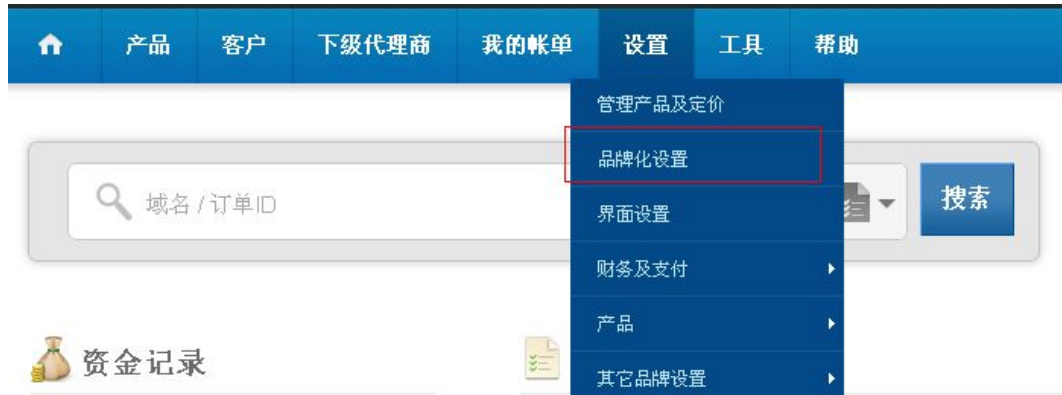 产品 客户 下级代理商 我的帐单 设置 工具 帮助
管理产品及定价
品牌化设置
域名 / 订单ID
搜索
界面设置
财务及支付
产品
资金记录
其它品牌设置